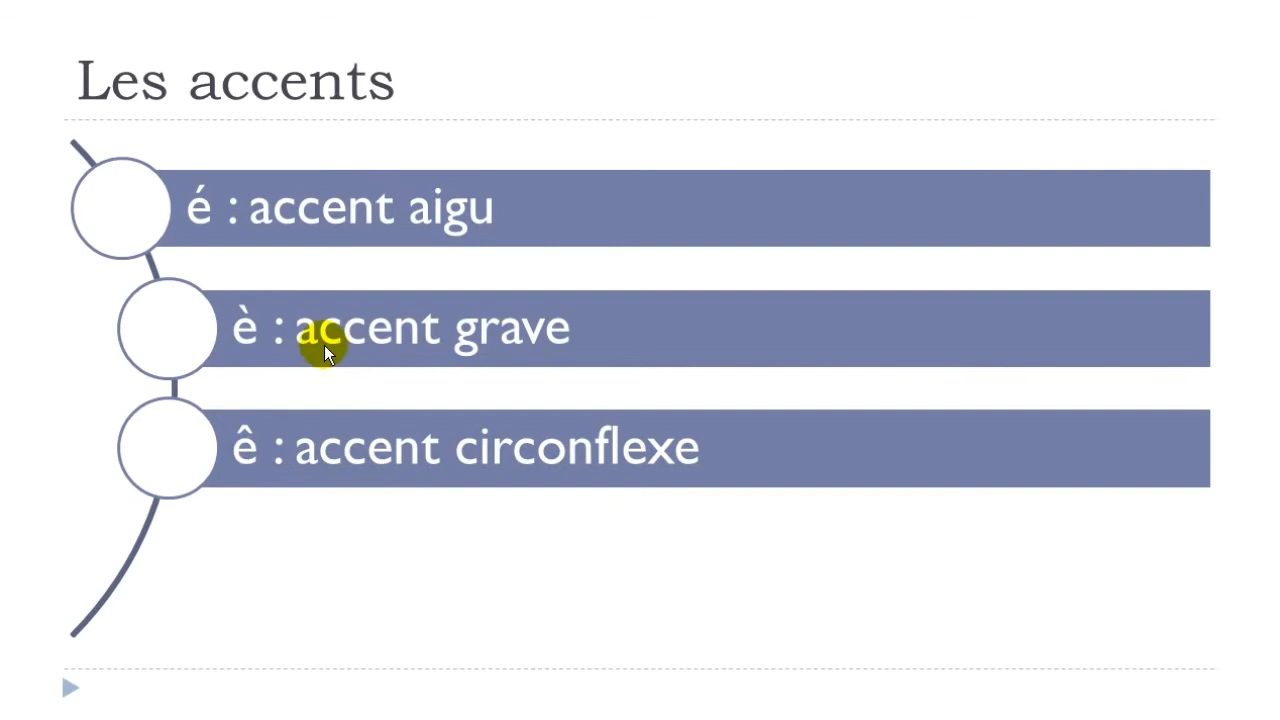 Les accents
é : accent aigu
è : accent grave
ê : accent circonflexe